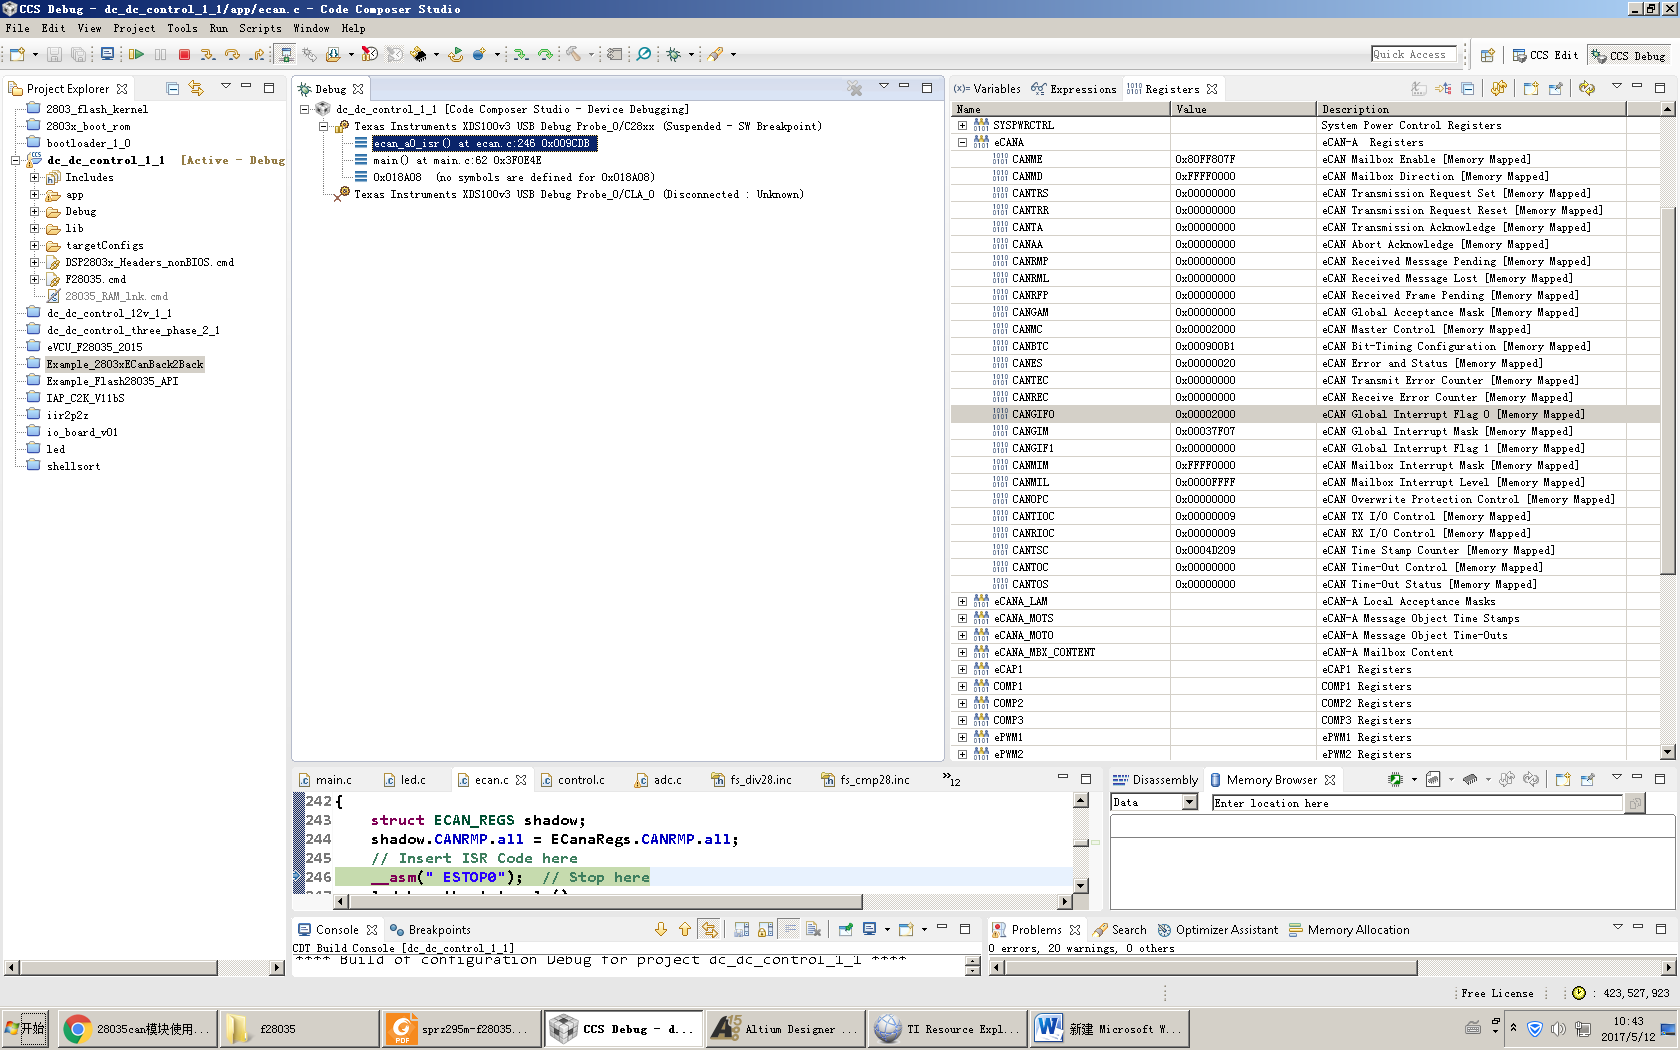 CCS Debug - dc_dc_control_1_1/app/ecan.c - Code Composer Studio
File Edit View Project Tools Run Scripts Window Help
Quick Access
CCS Edit
CCS Debug
Project Explorer
2803_flash_kernel
2803x_boot_rom
bootloader_1_0
dc_dc_control_1_1 [Active - Debug
Includes
app
Debug
lib
targetConfigs
DSP2803x_Headers_nonBIOS.cmd
F28035.cmd
28035_RAM_lnk.cmd
dc_dc_control_12v_1_1
dc_dc_control_three_phase_2_1
eVCU_F28035_2015
Example_2803xECanBack2Back
Example_Flash28035_API
IAP_C2K_V11bS
iir2p2z
io_board_v01
led
shellsort
Debug
dc_dc_control_1_1 [Code Composer Studio - Device Debugging]
Texas Instruments XDS100v3 USB Debug Probe_0/C28xx (Suspended - SW Breakpoint)
ecan_a0_isr() at ecan.c:246 0x009CDB
main() at main.c:62 0x3F0E4E
0x018A08 (no symbols are defined for 0x018A08)
Texas Instruments XDS100v3 USB Debug Probe_0/CLA_0 (Disconnected : Unknown)
(x)= Variables Expressions Registers
Name Value Description
SYSPWRCTRL System Power Control Registers
eCANA eCAN-A Registers
CANME 0x80FF807F eCAN Mailbox Enable [Memory Mapped]
CANMD 0xFFFF0000 eCAN Mailbox Direction [Memory Mapped]
CANTRS 0x00000000 eCAN Transmission Request Set [Memory Mapped]
CANTRR 0x00000000 eCAN Transmission Request Reset [Memory Mapped]
CANTA 0x00000000 eCAN Transmission Acknowledge [Memory Mapped]
CANAA 0x00000000 eCAN Abort Acknowledge [Memory Mapped]
CANRMP 0x00000000 eCAN Received Message Pending [Memory Mapped]
CANRML 0x00000000 eCAN Received Message Lost [Memory Mapped]
CANRFP 0x00000000 eCAN Received Frame Pending [Memory Mapped]
CANGAM 0x00000000 eCAN Global Acceptance Mask [Memory Mapped]
CANMC 0x00002000 eCAN Master Control [Memory Mapped]
CANBTC 0x000900B1 eCAN Bit-Timing Configuration [Memory Mapped]
CANES 0x00000020 eCAN Error and Status [Memory Mapped]
CANTEC 0x00000000 eCAN Transmit Error Counter [Memory Mapped]
CANREC 0x00000000 eCAN Receive Error Counter [Memory Mapped]
CANGIF0 0x00002000 eCAN Global Interrupt Flag 0 [Memory Mapped]
CANGIM 0x00037F07 eCAN Global Interrupt Mask [Memory Mapped]
CANGIF1 0x00000000 eCAN Global Interrupt Flag 1 [Memory Mapped]
CANMIM 0xFFFF0000 eCAN Mailbox Interrupt Mask [Memory Mapped]
CANMIL 0x0000FFFF eCAN Mailbox Interrupt Level [Memory Mapped]
CANOPC 0x00000000 eCAN Overwrite Protection Control [Memory Mapped]
CANTIOC 0x00000009 eCAN TX I/O Control [Memory Mapped]
CANRIOC 0x00000009 eCAN RX I/O Control [Memory Mapped]
CANTSC 0x0004D209 eCAN Time Stamp Counter [Memory Mapped]
CANTOC 0x00000000 eCAN Time-Out Control [Memory Mapped]
CANTOS 0x00000000 eCAN Time-Out Status [Memory Mapped]
eCANA_LAM eCAN-A Local Acceptance Masks
eCANA_MOTS eCAN-A Message Object Time Stamps
eCANA_MOTO eCAN-A Message Object Time-Outs
eCANA_MBX_CONTENT eCAN-A Mailbox Content
eCAP1 eCAP1 Registers
COMP1 COMP1 Registers
COMP2 COMP2 Registers
COMP3 COMP3 Registers
ePWM1 ePWM1 Registers
ePWM2 ePWM2 Registers
main.c led.c ecan.c control.c adc.c fs_div28.inc fs_cmp28.inc »12
242 {
243 struct ECAN_REGS shadow;
244 shadow.CANRMP.all = ECanaRegs.CANRMP.all;
245 // Insert ISR Code here
246 __asm(" ESTOP0"); // Stop here
Disassembly Memory Browser
Data Enter location here
Console Breakpoints
CDT Build Console [dc_dc_control_1_1]
**** Build of configuration Debug for project dc_dc_control_1_1 ****
Problems Search Optimizer Assistant Memory Allocation
0 errors, 20 warnings, 0 others
Free License : 423,527,923
开始 28035can模块使用... f28035 sprz295m-f28035... CCS Debug - d... Altium Designer ... TI Resource Expl... 新建 Microsoft W...
10:43
2017/5/12